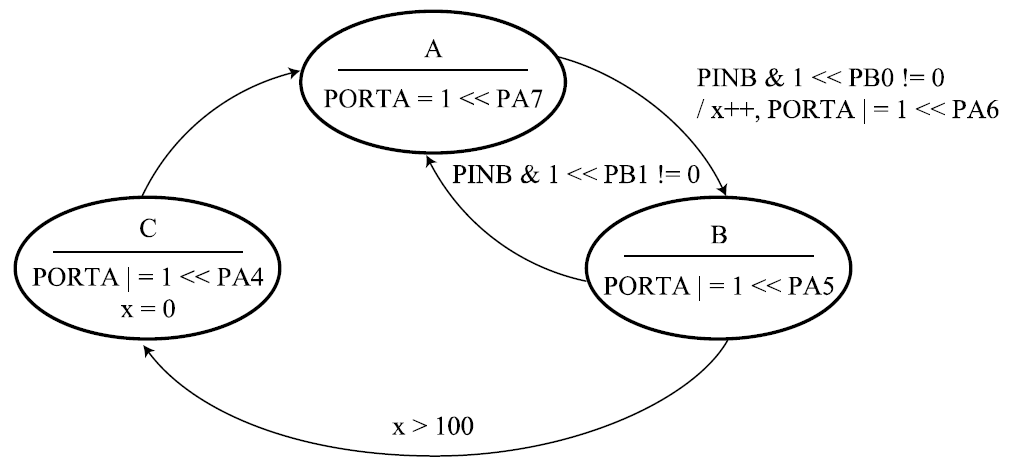 A
PORTA = 1 << PA7
PINB & 1 << PB0 != 0
/ x++, PORTA | = 1 << PA6
PINB & 1 << PB1 != 0
C
PORTA | = 1 << PA4
x = 0
B
PORTA | = 1 << PA5
x > 100